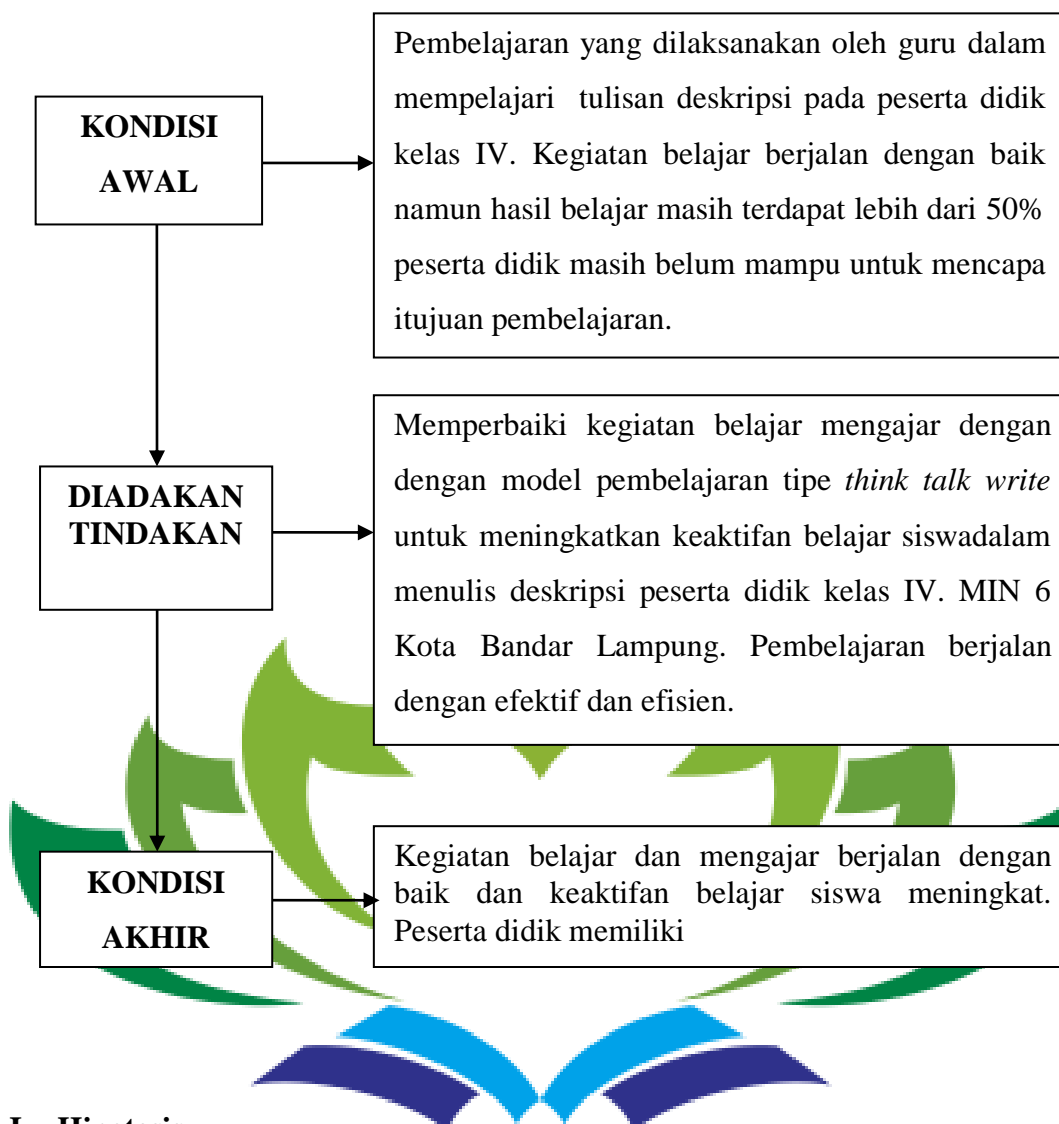 KONDISI
AWAL
Pembelajaran yang dilaksanakan oleh guru dalam
mempelajari tulisan deskripsi pada peserta didik
kelas IV. Kegiatan belajar berjalan dengan baik
namun hasil belajar masih terdapat lebih dari 50%
peserta didik masih belum mampu untuk mencapa
itujuan pembelajaran.
DIADAKAN
TINDAKAN
Memperbaiki kegiatan belajar mengajar dengan
dengan model pembelajaran tipe think talk write
untuk meningkatkan keaktifan belajar siswadalam
menulis deskripsi peserta didik kelas IV. MIN 6
Kota Bandar Lampung. Pembelajaran berjalan
dengan efektif dan efisien.
KONDISI
AKHIR
Kegiatan belajar dan mengajar berjalan dengan
baik dan keaktifan belajar siswa meningkat.
Peserta didik memiliki